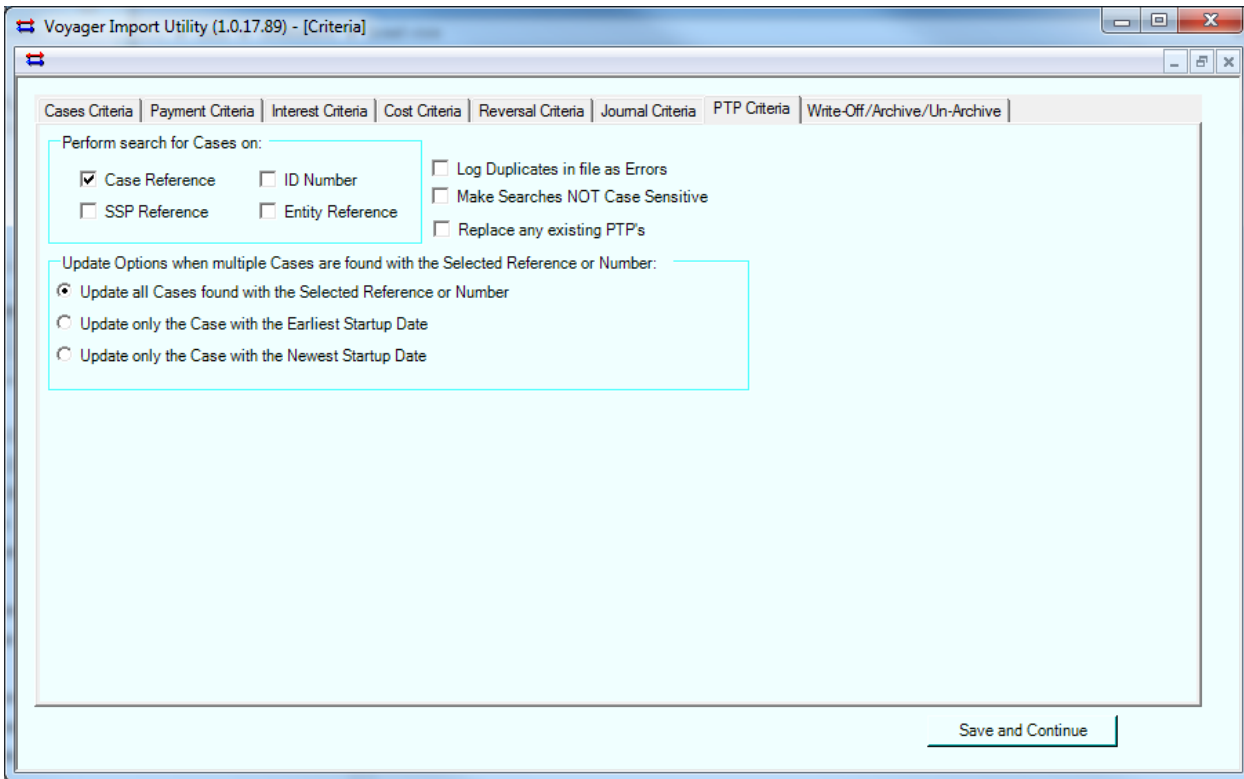 Voyager Import Utility (1.0.17.89) - [Criteria]
Cases Criteria Payment Criteria Interest Criteria Cost Criteria Reversal Criteria Journal Criteria PTP Criteria Write-Off/Archive/Un-Archive
Perform search for Cases on:
Case Reference ID Number
SSP Reference Entity Reference
Log Duplicates in file as Errors
Make Searches NOT Case Sensitive
Replace any existing PTP's
Update Options when multiple Cases are found with the Selected Reference or Number:
Update all Cases found with the Selected Reference or Number
Update only the Case with the Earliest Startup Date
Update only the Case with the Newest Startup Date
Save and Continue